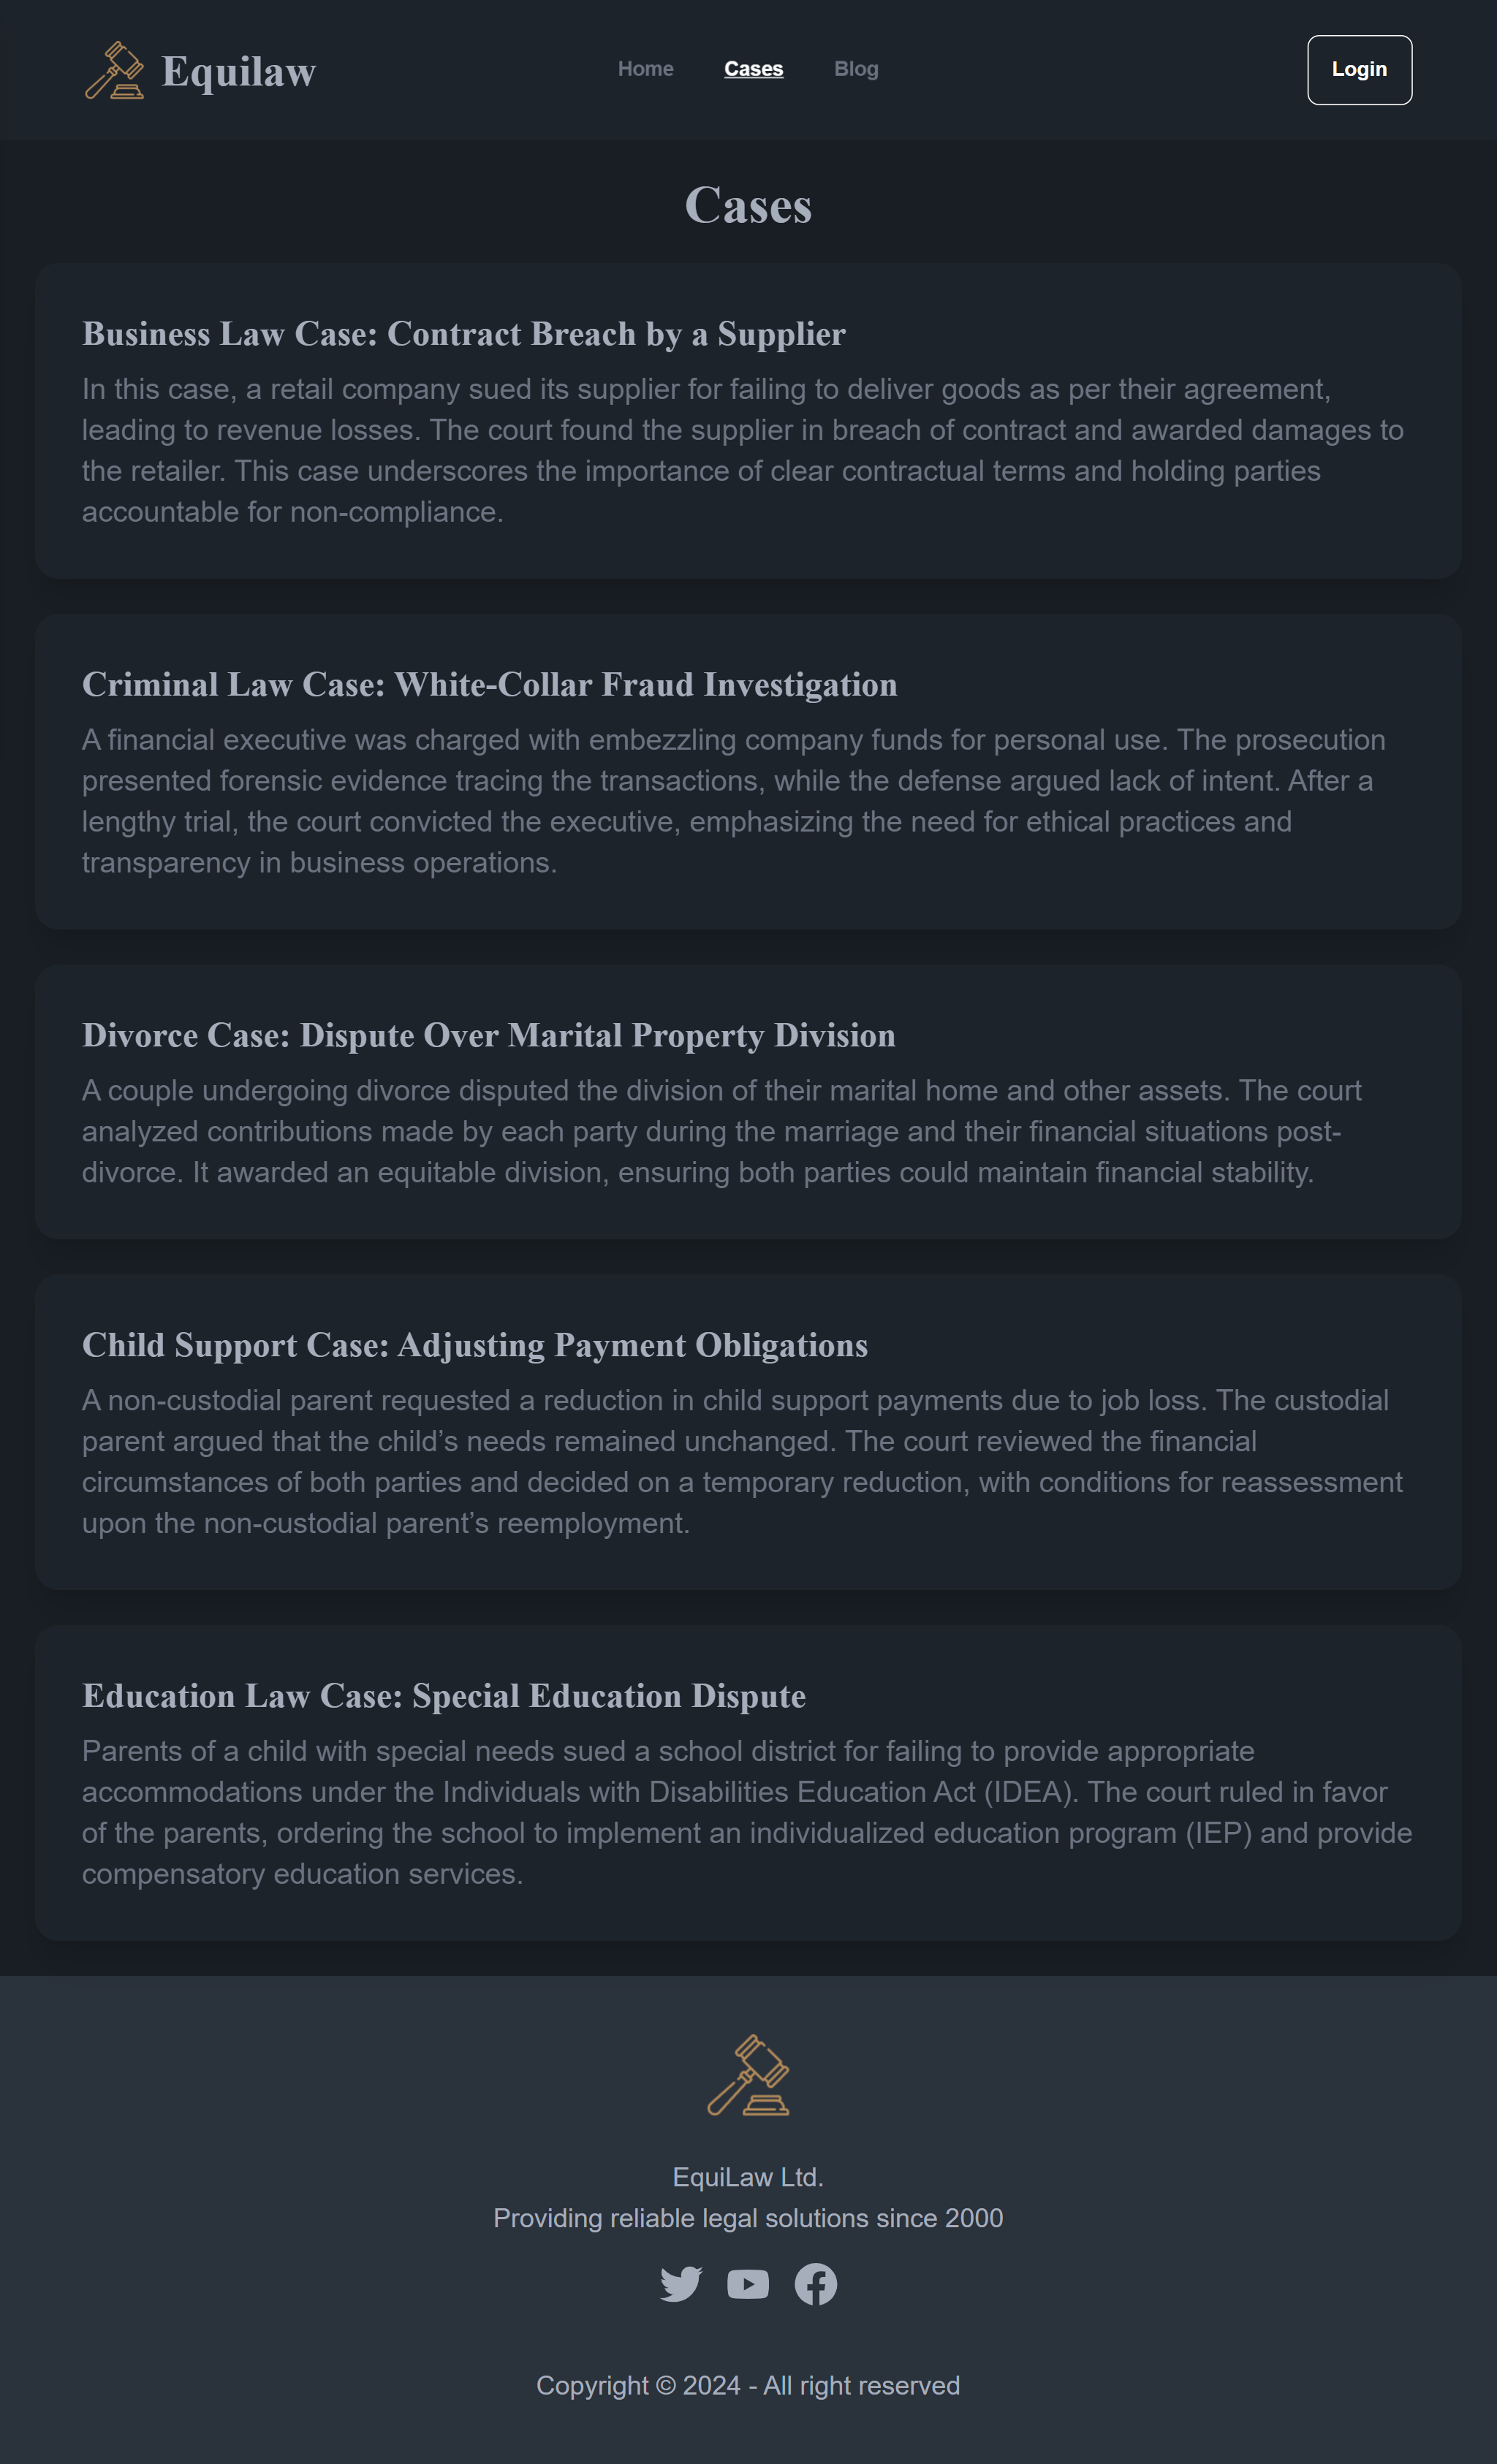 Equilaw
Home
Cases
Blog
Login
Cases
Business Law Case: Contract Breach by a Supplier
In this case, a retail company sued its supplier for failing to deliver goods as per their agreement,
leading to revenue losses. The court found the supplier in breach of contract and awarded damages to
the retailer. This case underscores the importance of clear contractual terms and holding parties
accountable for non-compliance.
Criminal Law Case: White-Collar Fraud Investigation
A financial executive was charged with embezzling company funds for personal use. The prosecution
presented forensic evidence tracing the transactions, while the defense argued lack of intent. After a
lengthy trial, the court convicted the executive, emphasizing the need for ethical practices and
transparency in business operations.
Divorce Case: Dispute Over Marital Property Division
A couple undergoing divorce disputed the division of their marital home and other assets. The court
analyzed contributions made by each party during the marriage and their financial situations post-
divorce. It awarded an equitable division, ensuring both parties could maintain financial stability.
Child Support Case: Adjusting Payment Obligations
A non-custodial parent requested a reduction in child support payments due to job loss. The custodial
parent argued that the child’s needs remained unchanged. The court reviewed the financial
circumstances of both parties and decided on a temporary reduction, with conditions for reassessment
upon the non-custodial parent’s reemployment.
Education Law Case: Special Education Dispute
Parents of a child with special needs sued a school district for failing to provide appropriate
accommodations under the Individuals with Disabilities Education Act (IDEA). The court ruled in favor
of the parents, ordering the school to implement an individualized education program (IEP) and provide
compensatory education services.
EquiLaw Ltd.
Providing reliable legal solutions since 2000
Copyright © 2024 - All right reserved